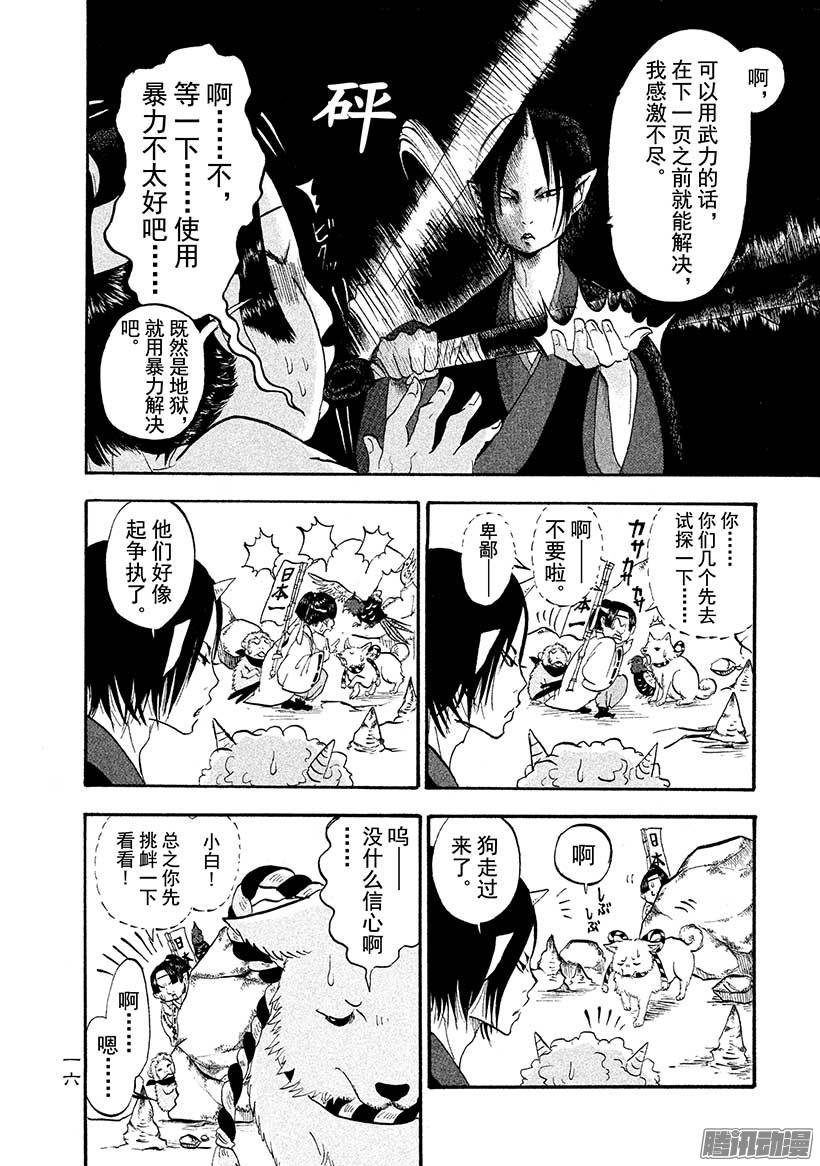 啊，
可以用武力的话，
在下一页之前就能解决，
我感激不尽。
砰
ビクッ
啊……不，
等一下……使用
暴力不太好吧……
既然是地狱，
就用暴力解决
吧。
你……
你们几个先去
试探一下……
カサカサカサ
啊——
不要啦。
卑鄙——
日本一
他们好像
起争执了。
日本一
啊
狗走过
来了。
しぶ
しぶ
日本一
呜——
没什么信心啊
……
小白！
总之你先
挑衅一下
看看！
日本一
啊……
嗯……
一六
腾讯动漫